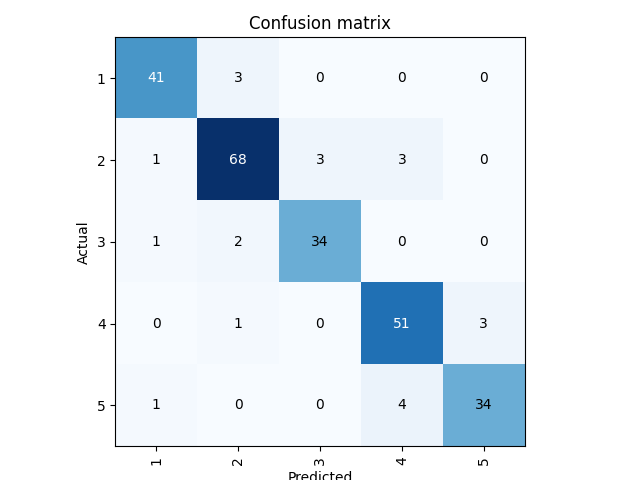 Confusion matrix
Actual
1 41 3 0 0 0
2 1 68 3 3 0
3 1 2 34 0 0
4 0 1 0 51 3
5 1 0 0 4 34
1 2 3 4 5
Predicted